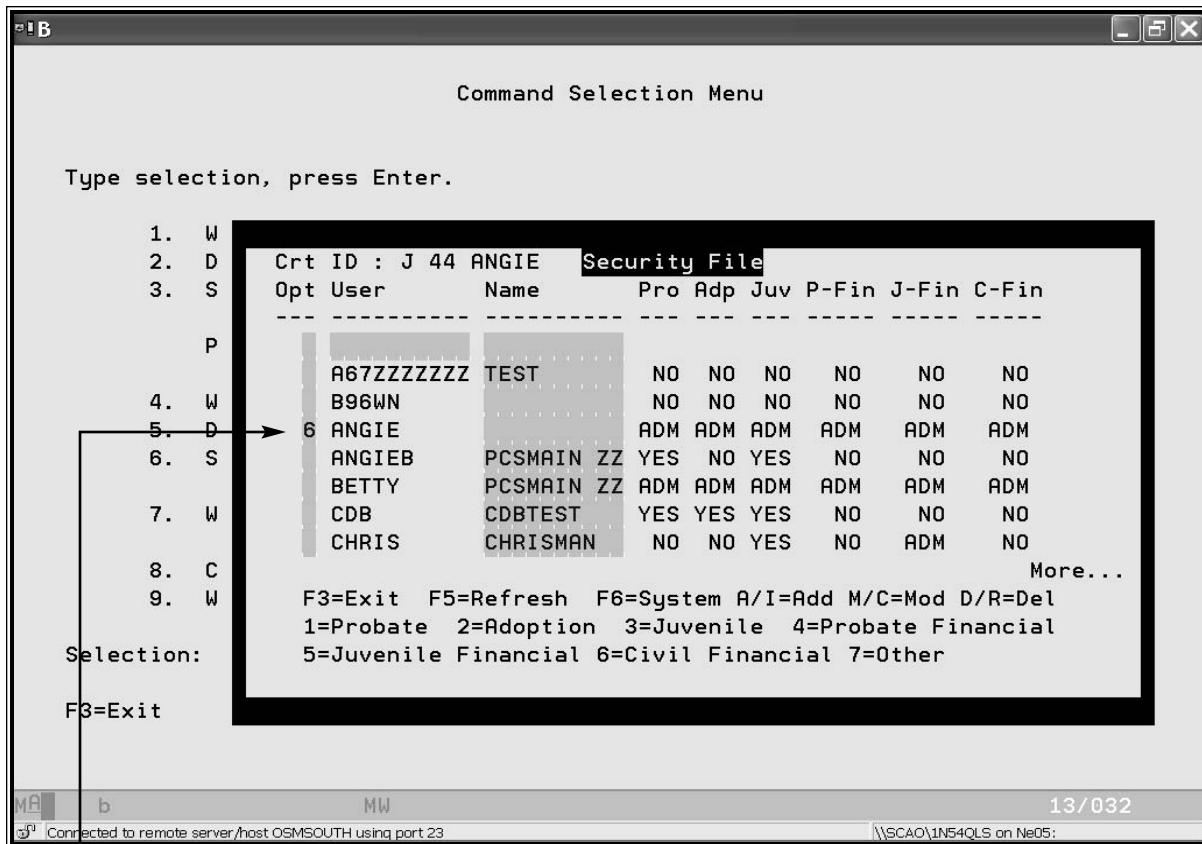 B
Command Selection Menu
Type selection, press Enter.
1. W
2. D Crt ID : J 44 ANGIE Security File
3. S Opt User Name Pro Adp Juv P-Fin J-Fin C-Fin
--- ---------- ---------- --- --- --- ----- ----- -----
P
A67ZZZZZZZ TEST NO NO NO NO NO NO
4. W B96WN NO NO NO NO NO NO
5. D 6 ANGIE ADM ADM ADM ADM ADM ADM
6. S ANGIEB PCSMAIN ZZ YES NO YES NO NO NO
BETTY PCSMAIN ZZ ADM ADM ADM ADM ADM ADM
7. W CDB CDBTEST YES YES YES NO NO NO
CHRIS CHRISMAN NO NO YES NO ADM NO
8. C More...
9. W F3=Exit F5=Refresh F6=System A/I=Add M/C=Mod D/R=Del
1=Probate 2=Adoption 3=Juvenile 4=Probate Financial
Selection: 5=Juvenile Financial 6=Civil Financial 7=Other
F3=Exit
MA b MW 13/032
Connected to remote server/host OSMSOUTH using port 23 \\SCAO\1N54QLS on Ne05: